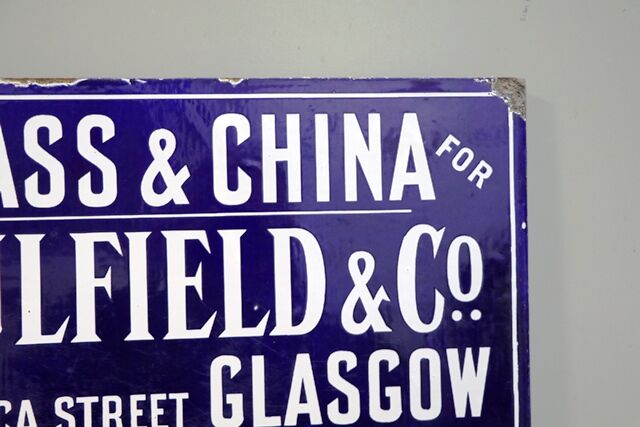 ASS & CHINA FOR
LFIELD & Co.
CA STREET GLASGOW